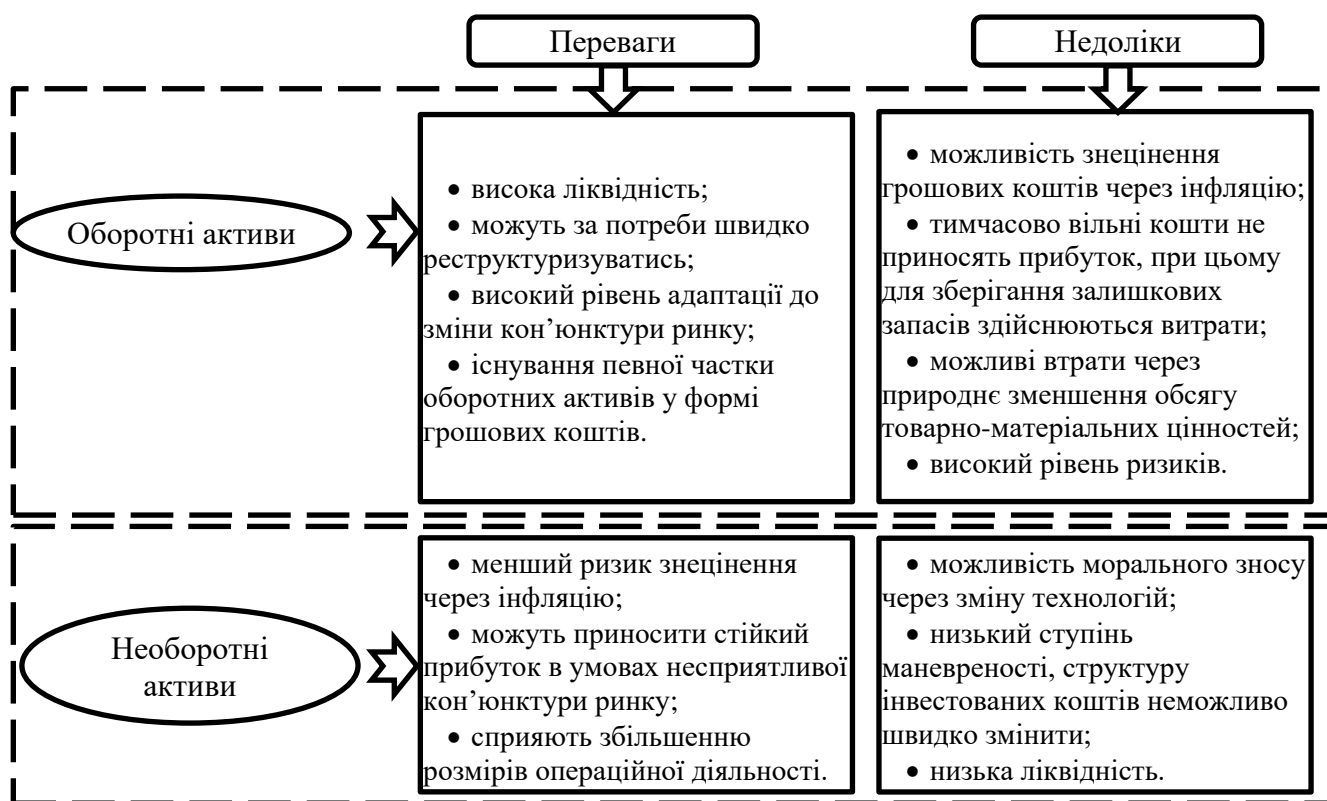 Переваги
Недоліки
Оборотні активи
• висока ліквідність;
• можуть за потреби швидко
реструктуризуватись;
• високий рівень адаптації до
зміни кон’юнктури ринку;
• існування певної частки
оборотних активів у формі
грошових коштів.
• можливість знецінення
грошових коштів через інфляцію;
• тимчасово вільні кошти не
приносять прибуток, при цьому
для зберігання залишкових
запасів здійснюються витрати;
• можливі втрати через
природнє зменшення обсягу
товарно-матеріальних цінностей;
• високий рівень ризиків.
Необоротні
активи
• менший ризик знецінення
через інфляцію;
• можуть приносити стійкий
прибуток в умовах несприятливої
кон’юнктури ринку;
• сприяють збільшенню
розмірів операційної діяльності.
• можливість морального зносу
через зміну технологій;
• низький ступінь
маневреності, структуру
інвестованих коштів неможливо
швидко змінити;
• низька ліквідність.